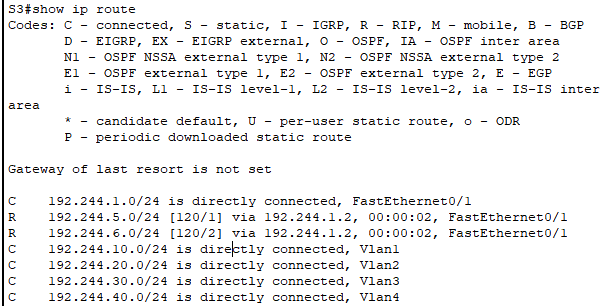 S3#show ip route
Codes: C - connected, S - static, I - IGRP, R - RIP, M - mobile, B - BGP
       D - EIGRP, EX - EIGRP external, O - OSPF, IA - OSPF inter area
       N1 - OSPF NSSA external type 1, N2 - OSPF NSSA external type 2
       E1 - OSPF external type 1, E2 - OSPF external type 2, E - EGP
       i - IS-IS, L1 - IS-IS level-1, L2 - IS-IS level-2, ia - IS-IS inter
area
       * - candidate default, U - per-user static route, o - ODR
       P - periodic downloaded static route

Gateway of last resort is not set

C    192.244.1.0/24 is directly connected, FastEthernet0/1
R    192.244.5.0/24 [120/1] via 192.244.1.2, 00:00:02, FastEthernet0/1
R    192.244.6.0/24 [120/2] via 192.244.1.2, 00:00:02, FastEthernet0/1
C    192.244.10.0/24 is directly connected, Vlan1
C    192.244.20.0/24 is directly connected, Vlan2
C    192.244.30.0/24 is directly connected, Vlan3
C    192.244.40.0/24 is directly connected, Vlan4